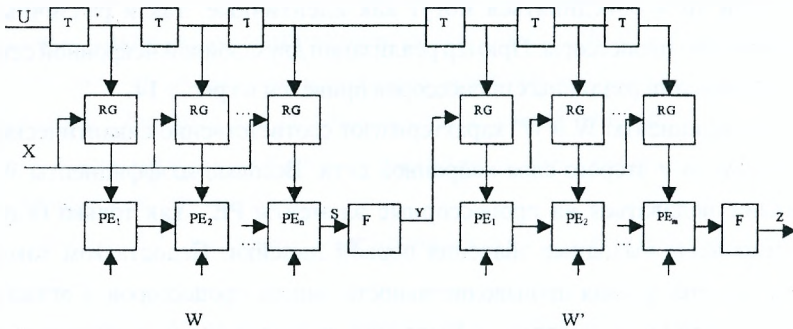 U T T T T T T
RG RG RG RG RG RG
X
PE₁ PE₂ PEₙ S F PE₁ PE₂ PEₘ F Z
W W'